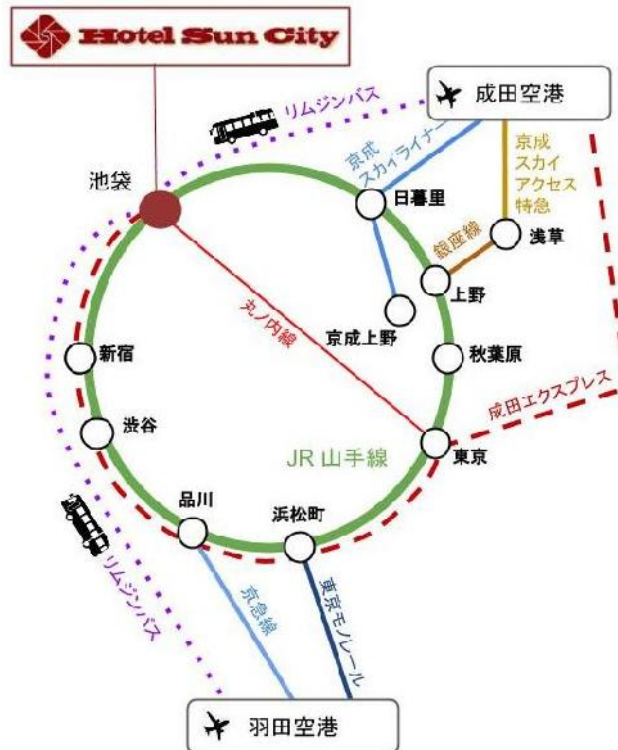 Hotel Sun City
リムジンバス
成田空港
京成
スカイライナー
京成
スカイ
アクセス
特急
池袋
日暮里
銀座線
浅草
上野
京成上野
丸ノ内線
新宿
秋葉原
成田エクスプレス
渋谷
JR 山手線
東京
品川
浜松町
リムジンバス
京急線
東京モノレール
羽田空港